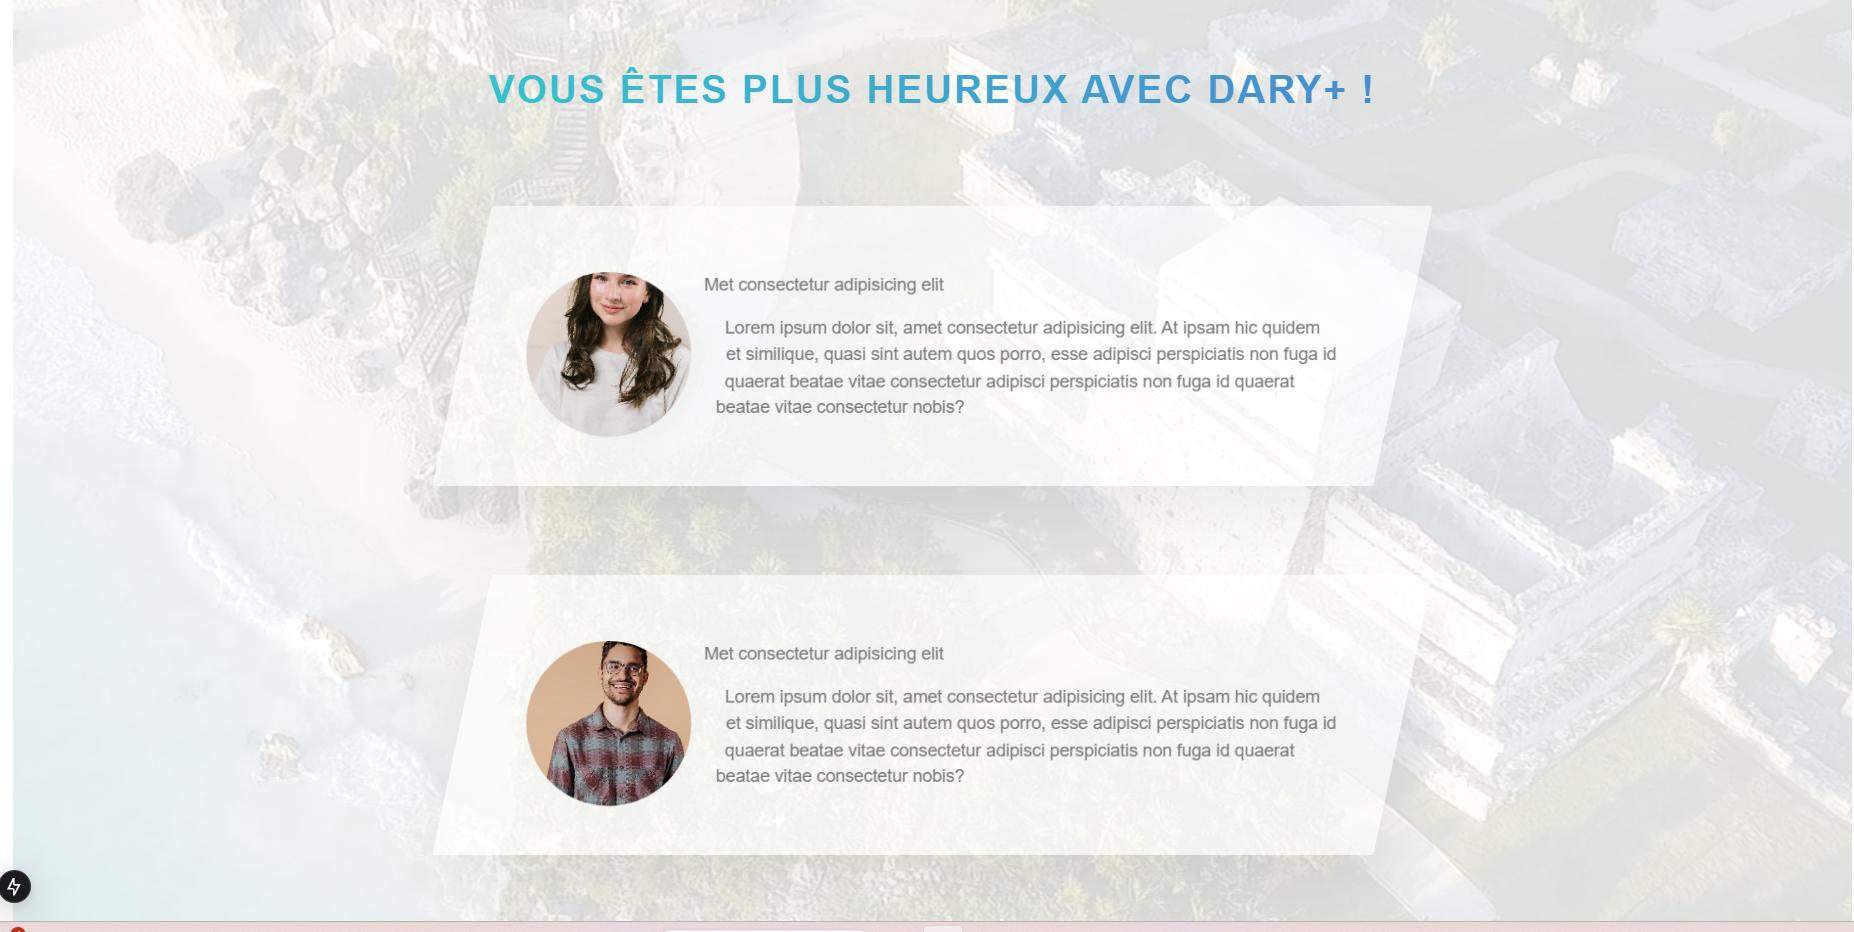 VOUS ÊTES PLUS HEUREUX AVEC DARY+ !
Met consectetur adipisicing elit
Lorem ipsum dolor sit, amet consectetur adipisicing elit. At ipsam hic quidem
et similique, quasi sint autem quos porro, esse adipisci perspiciatis non fuga id
quaerat beatae vitae consectetur adipisci perspiciatis non fuga id quaerat
beatae vitae consectetur nobis?
Met consectetur adipisicing elit
Lorem ipsum dolor sit, amet consectetur adipisicing elit. At ipsam hic quidem
et similique, quasi sint autem quos porro, esse adipisci perspiciatis non fuga id
quaerat beatae vitae consectetur adipisci perspiciatis non fuga id quaerat
beatae vitae consectetur nobis?